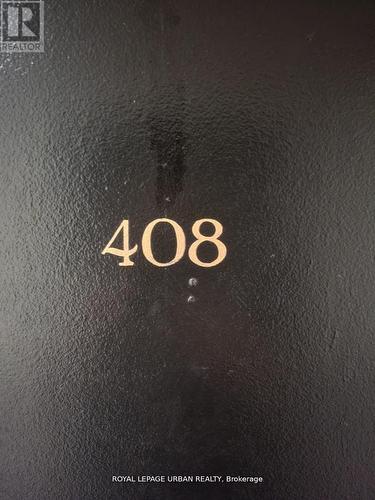 R
REALTOR
408
ROYAL LEPAGE URBAN REALTY, Brokerage